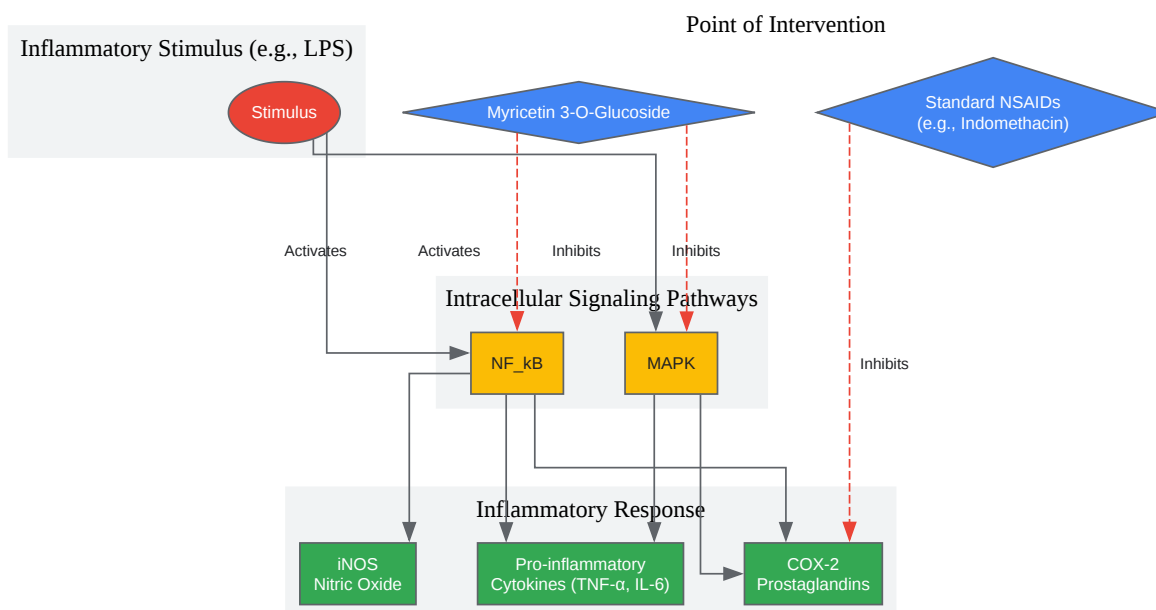 Point of Intervention
Inflammatory Stimulus (e.g., LPS)
Stimulus
Myricetin 3-O-Glucoside
Standard NSAIDs
(e.g., Indomethacin)
Activates
Activates
Inhibits
Inhibits
Intracellular Signaling Pathways
NF_kB
MAPK
Inhibits
Inflammatory Response
iNOS
Nitric Oxide
Pro-inflammatory
Cytokines (TNF-α, IL-6)
COX-2
Prostaglandins